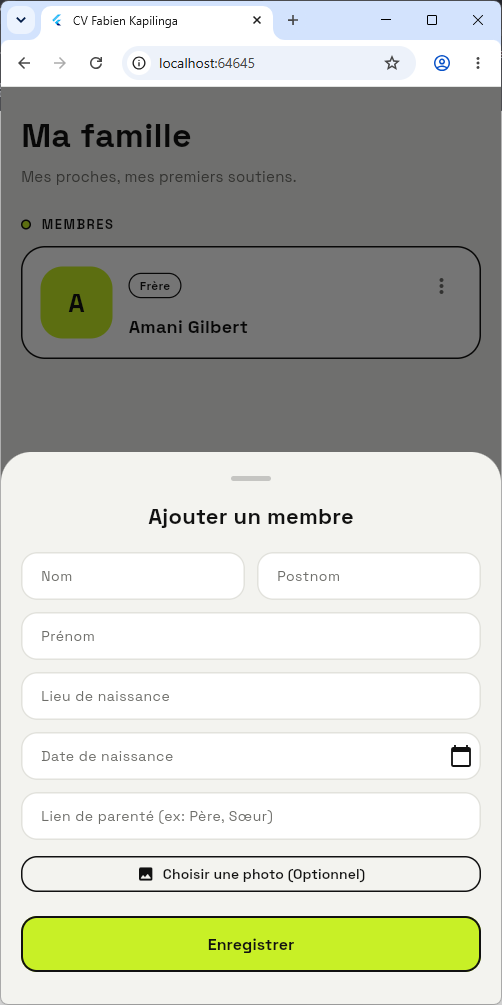 CV Fabien Kapilinga
localhost:64645
Ma famille
Mes proches, mes premiers soutiens.
MEMBRES
A
Frère
Amani Gilbert
Ajouter un membre
Nom
Postnom
Prénom
Lieu de naissance
Date de naissance
Lien de parenté (ex: Père, Sœur)
Choisir une photo (Optionnel)
Enregistrer